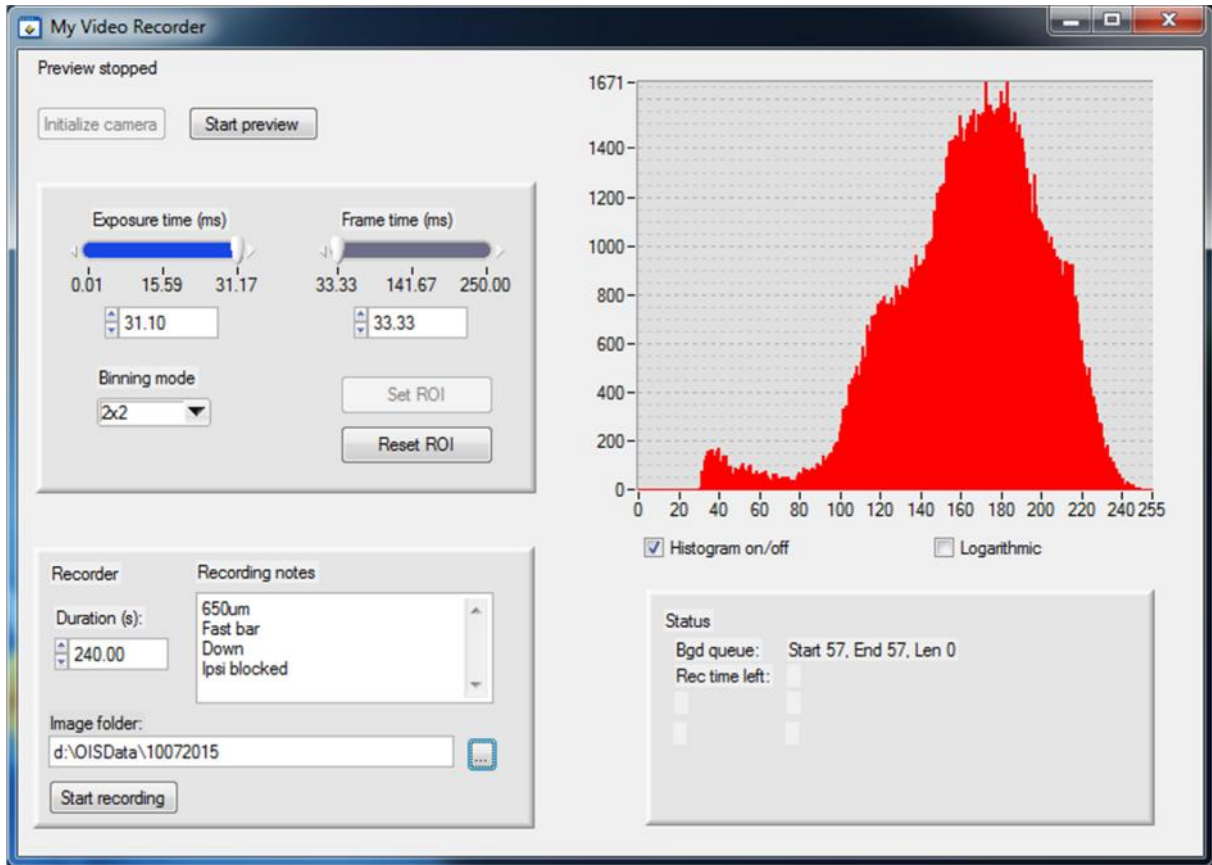 My Video Recorder
Preview stopped
Initialize camera
Start preview
Exposure time (ms)
Frame time (ms)
0.01 15.59 31.17
33.33 141.67 250.00
31.10
33.33
Binning mode
2x2
Set ROI
Reset ROI
Recorder
Recording notes
Duration (s):
240.00
650um
Fast bar
Down
Ipsi blocked
Image folder:
d:\OISData\10072015
...
Start recording
1671
1400
1200
1000
800
600
400
200
0
0 20 40 60 80 100 120 140 160 180 200 220 240 255
Histogram on/off
Logarithmic
Status
Bgd queue: Start 57, End 57, Len 0
Rec time left: